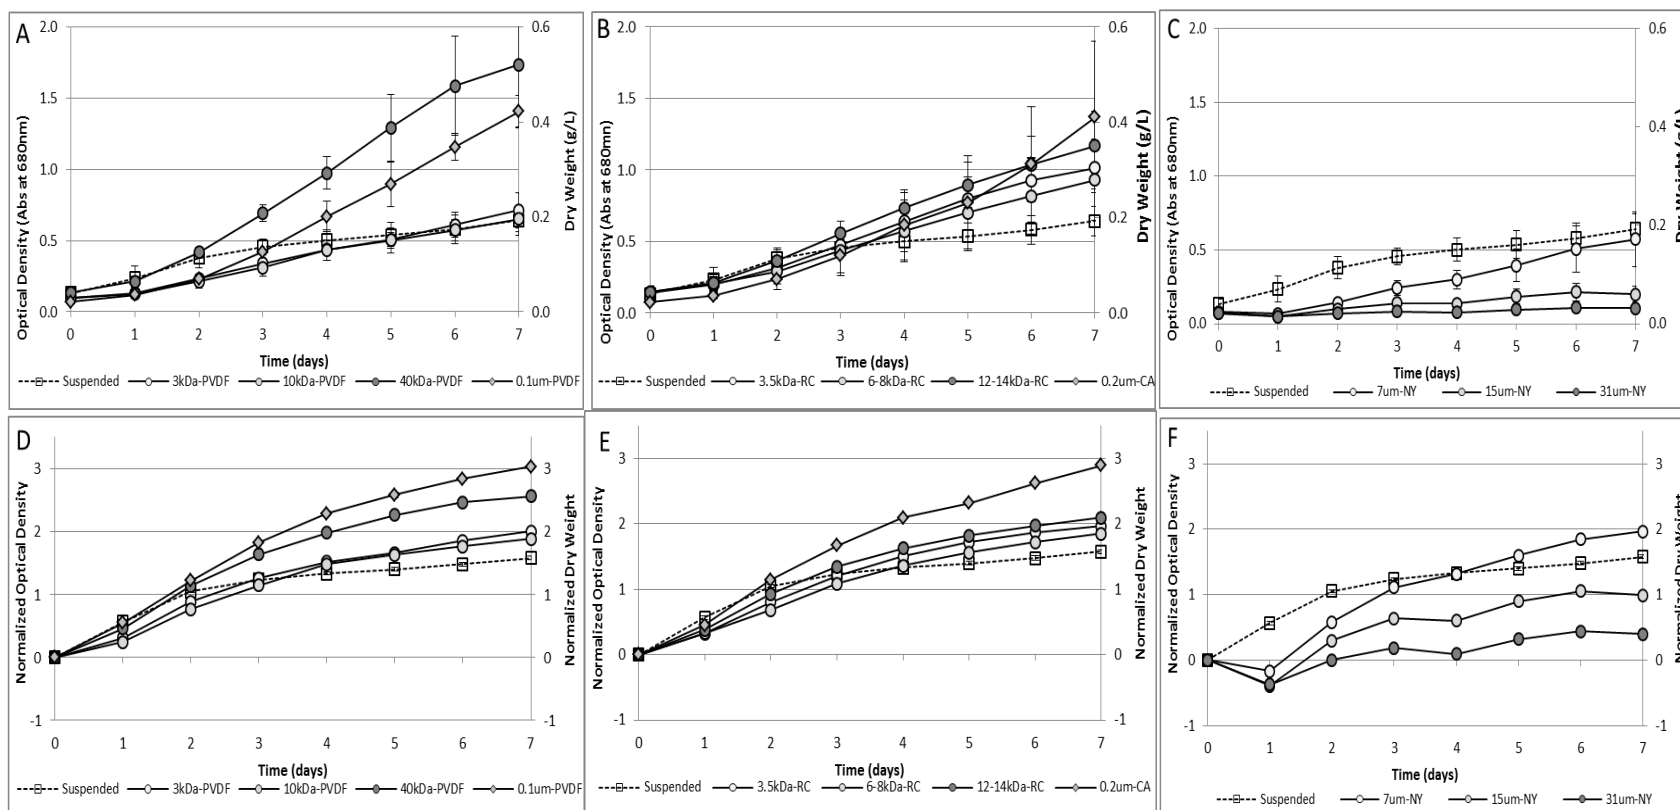 A
Optical Density (Abs at 680nm)
2.0
1.5
1.0
0.5
0.0
0.6
0.4
0.2
0.0
Dry Weight (g/L)
0 1 2 3 4 5 6 7
Time (days)
Suspended 3kDa-PVDF 10kDa-PVDF 40kDa-PVDF 0.1um-PVDF
B
Optical Density (Abs at 680nm)
2.0
1.5
1.0
0.5
0.0
0.6
0.4
0.2
0.0
Dry Weight (g/L)
0 1 2 3 4 5 6 7
Time (days)
Suspended 3.5kDa-RC 6-8kDa-RC 12-14kDa-RC 0.2um-CA
C
Optical Density (Abs at 680nm)
2.0
1.5
1.0
0.5
0.0
0.6
0.4
0.2
0.0
Dry Weight (g/L)
0 1 2 3 4 5 6 7
Time (days)
Suspended 7um-NY 15um-NY 31um-NY
D
Normalized Optical Density
3
2
1
0
-1
3
2
1
0
-1
Normalized Dry Weight
0 1 2 3 4 5 6 7
Time (days)
Suspended 3kDa-PVDF 10kDa-PVDF 40kDa-PVDF 0.1um-PVDF
E
Normalized Optical Density
3
2
1
0
-1
3
2
1
0
-1
Normalized Dry Weight
0 1 2 3 4 5 6 7
Time (days)
Suspended 3.5kDa-RC 6-8kDa-RC 12-14kDa-RC 0.2um-CA
F
Normalized Optical Density
3
2
1
0
-1
3
2
1
0
-1
Normalized Dry Weight
0 1 2 3 4 5 6 7
Time (days)
Suspended 7um-NY 15um-NY 31um-NY